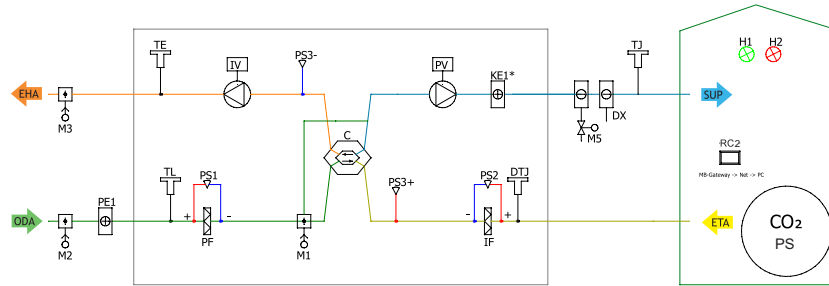 TE
IV
PS3-
PV
KE1*
TJ
H1
H2
EHA
SUP
M3
DX
M5
C
RC2
MB-Gateway -> Net -> PC
TL
PS1
PS3+
PS2
DTJ
PE1
ODA
+
-
-
+
ETA
CO₂
PS
M2
PF
M1
IF